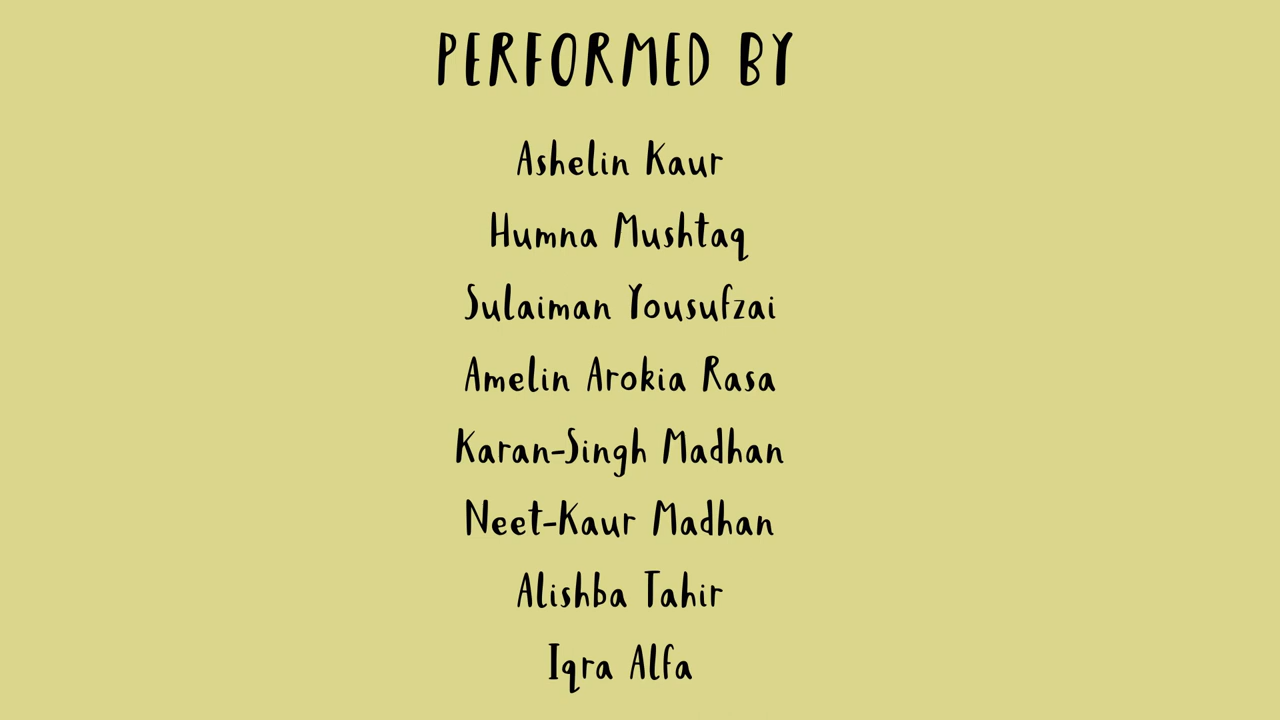 PERFORMED BY
Ashelin Kaur
Humna Mushtaq
Sulaiman Yousufzai
Amelin Arokia Rasa
Karan-Singh Madhan
Neet-Kaur Madhan
Alishba Tahir
Iqra Alfa